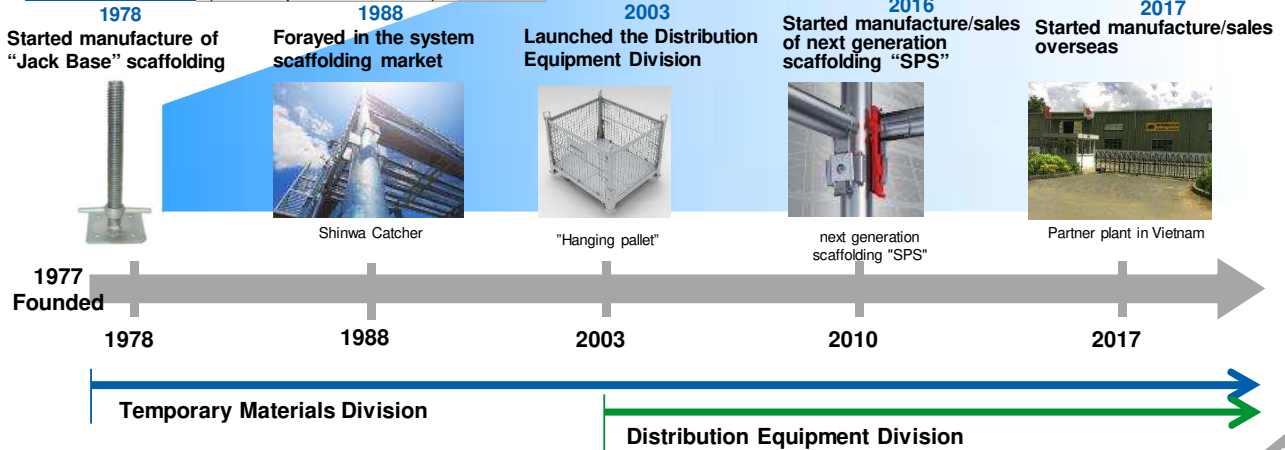 1978
Started manufacture of
“Jack Base” scaffolding
1988
Forayed in the system
scaffolding market
2003
Launched the Distribution
Equipment Division
2016
Started manufacture/sales
of next generation
scaffolding “SPS”
2017
Started manufacture/sales
overseas
Shinwa Catcher
”Hanging pallet”
next generation
scaffolding "SPS"
Partner plant in Vietnam
1977
Founded
1978
1988
2003
2010
2017
Temporary Materials Division
Distribution Equipment Division